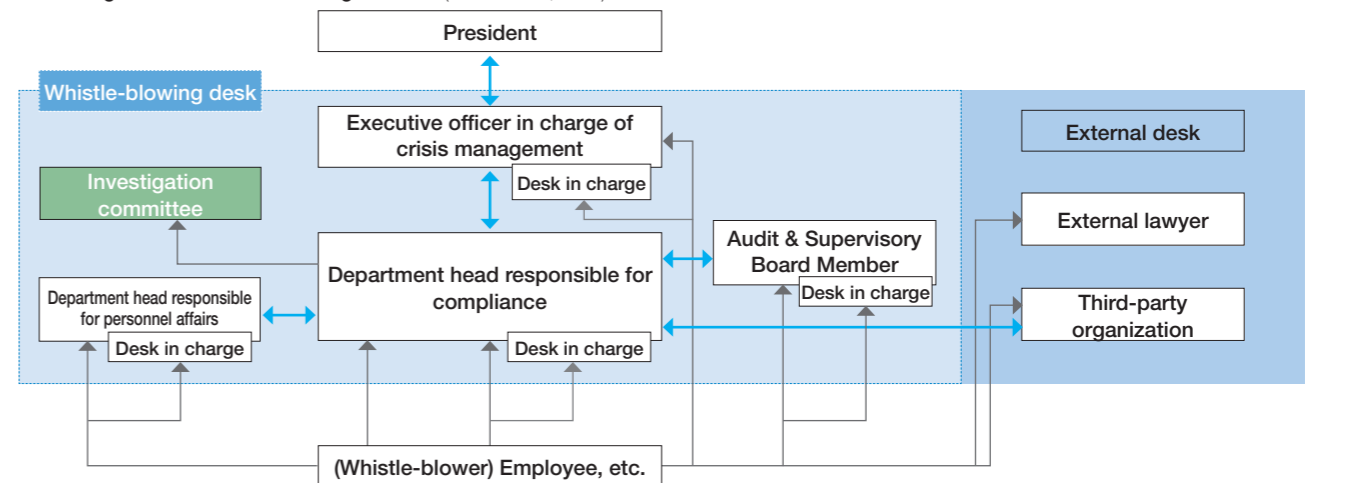 President
Whistle-blowing desk
Executive officer in charge of
crisis management
Desk in charge
External desk
Investigation
committee
External lawyer
Audit & Supervisory
Board Member
Desk in charge
Department head responsible for
compliance
Desk in charge
Department head responsible
for personnel affairs
Desk in charge
Third-party
organization
(Whistle-blower) Employee, etc.